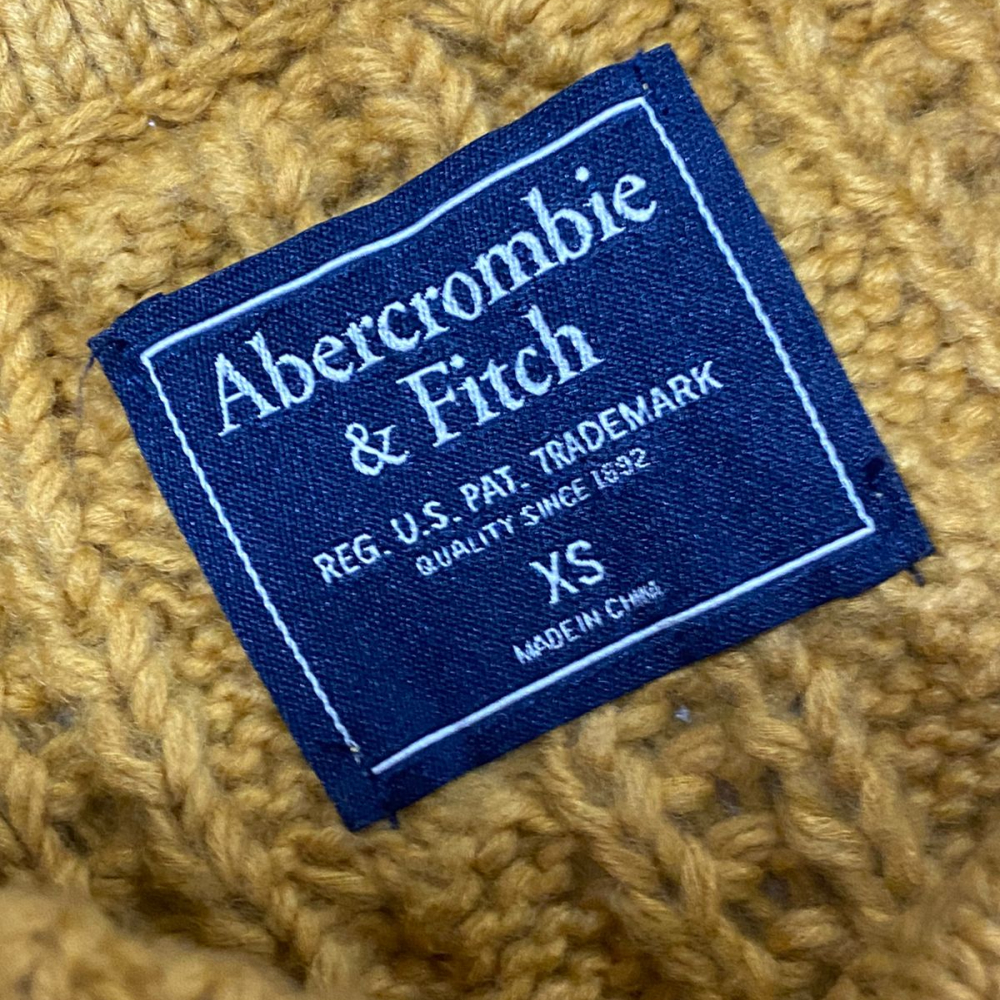 Abercrombie
& Fitch
REG. U.S. PAT. TRADEMARK
QUALITY SINCE 1892
XS
MADE IN CHINA